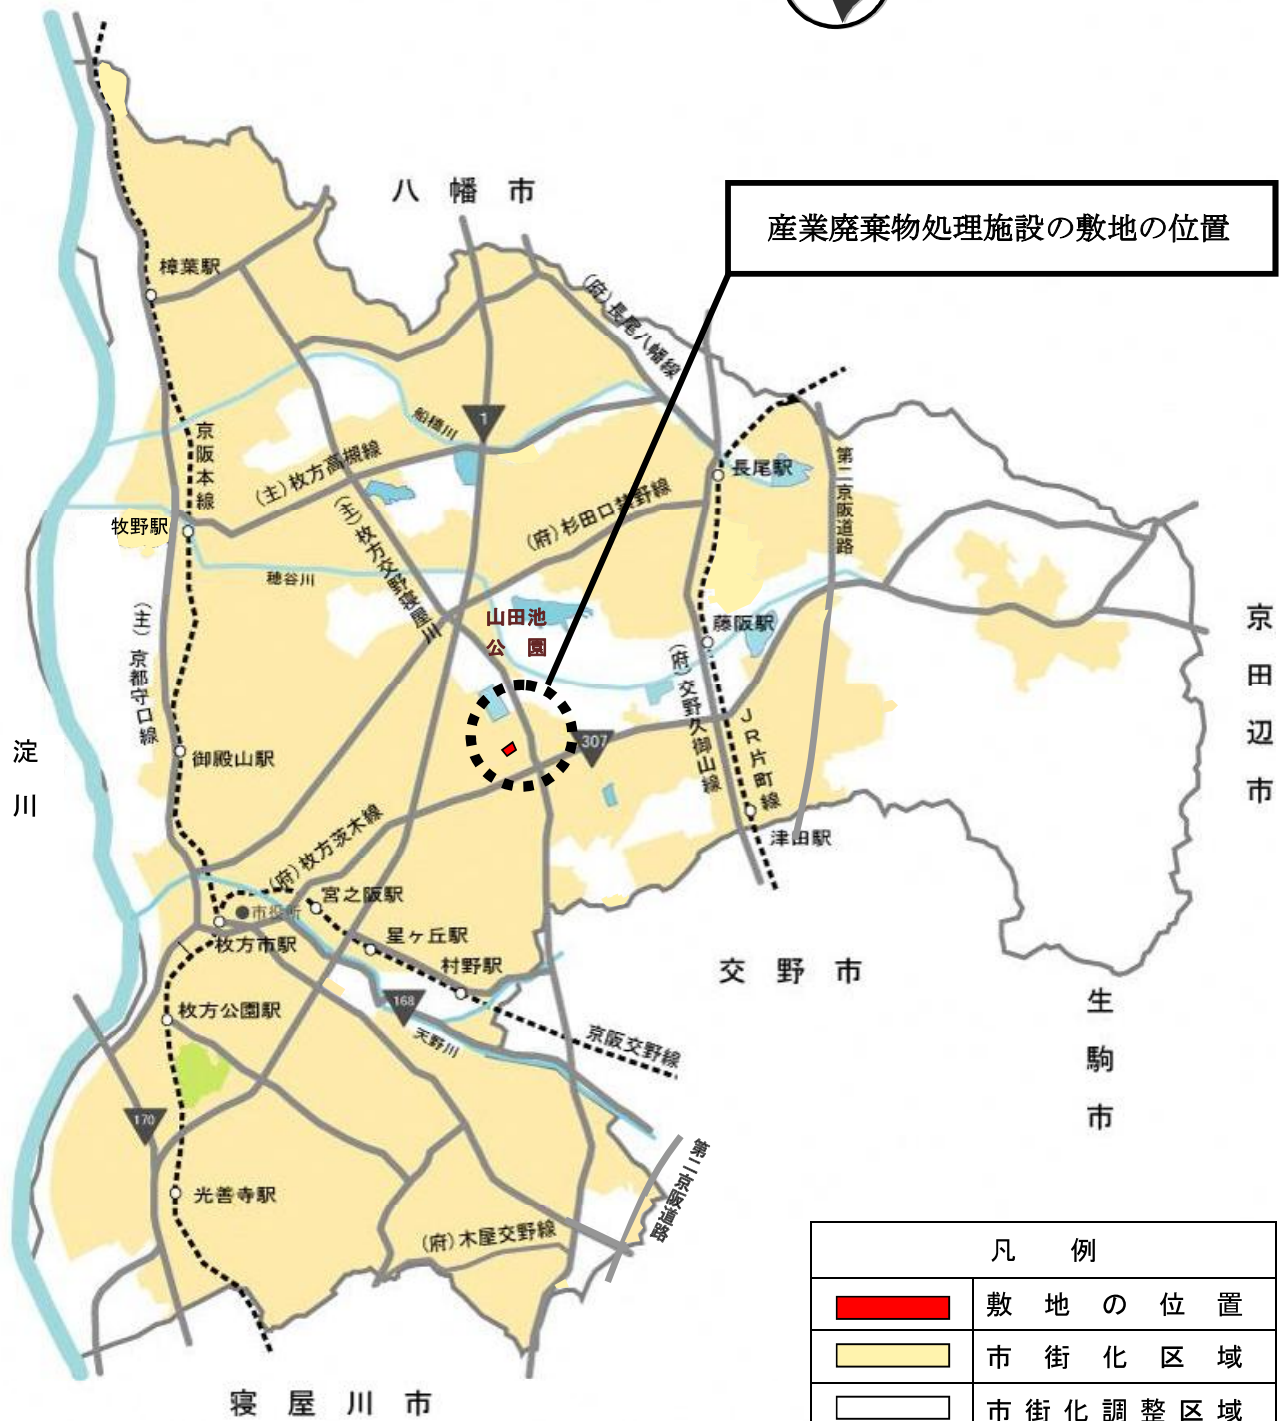 八幡市
産業廃棄物処理施設の敷地の位置
樟葉駅
(府)長尾八幡線
船橋川
1
京阪本線
(主)枚方高槻線
長尾駅
第二京阪道路
牧野駅
(主)枚方交野寝屋川
(府)杉田口禁野線
穂谷川
山田池
公園
藤阪駅
(主)京都守口線
(府)交野久御山線
京田辺市
淀川
御殿山駅
307
JR片町線
津田駅
(府)枚方茨木線
宮之阪駅
市役所
枚方市駅
星ヶ丘駅
村野駅
交野市
枚方公園駅
168
天野川
京阪交野線
生駒市
170
第二京阪道路
光善寺駅
(府)木屋交野線
寝屋川市
凡例
敷地の位置
市街化区域
市街化調整区域